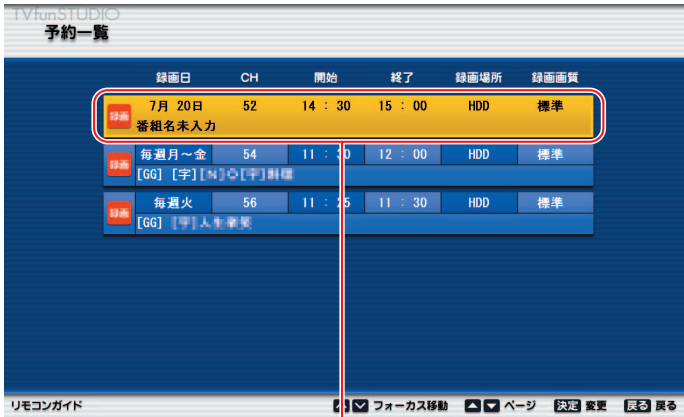 TVfunSTUDIO
予約一覧
録画日 CH 開始 終了 録画場所 録画画質
録画 7月 20日 52 14 : 30 15 : 00 HDD 標準
番組名未入力
録画 毎週月〜金 54 11 : 30 12 : 00 HDD 標準
[GG] [字]
録画 毎週火 56 11 : 25 11 : 30 HDD 標準
[GG]
リモコンガイド フォーカス移動 ページ 決定 変更 戻る 戻る